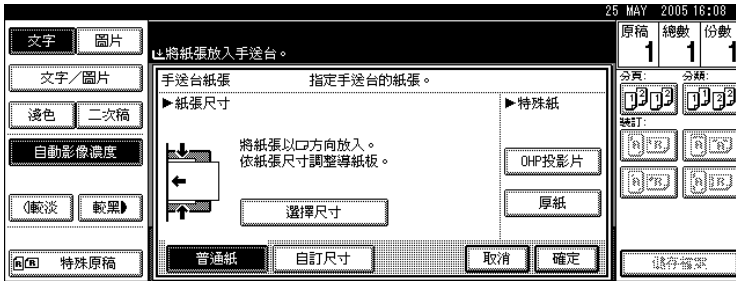 25 MAY 2005 16:08
文字 圖片
文字／圖片
淺色 二次稿
自動影像濃度
較淡 較黑
特殊原稿
將紙張放入手送台。
手送台紙張 指定手送台的紙張。
▶紙張尺寸
將紙張以方向放入。
依紙張尺寸調整導紙板。
選擇尺寸
▶特殊紙
OHP投影片
厚紙
普通紙 自訂尺寸 取消 確定
原稿 總數 份數
1 1 1
分頁: 分類:
裝訂:
儲存檔案